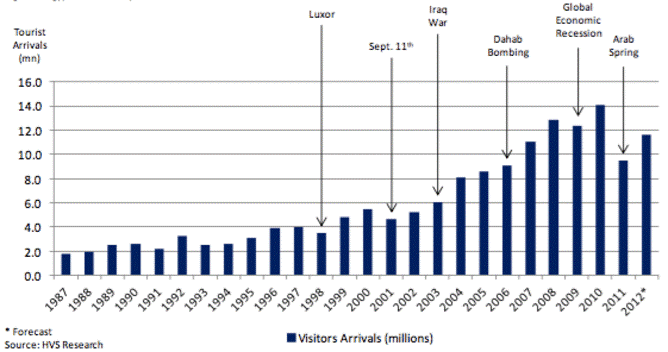 Luxor
Sept. 11th
Iraq
War
Dahab
Bombing
Global
Economic
Recession
Arab
Spring
Tourist
Arrivals
(mn)
16.0
14.0
12.0
10.0
8.0
6.0
4.0
2.0
0.0
1987
1988
1989
1990
1991
1992
1993
1994
1995
1996
1997
1998
1999
2000
2001
2002
2003
2004
2005
2006
2007
2008
2009
2010
2011
2012*
* Forecast
Source: HVS Research
Visitors Arrivals (millions)